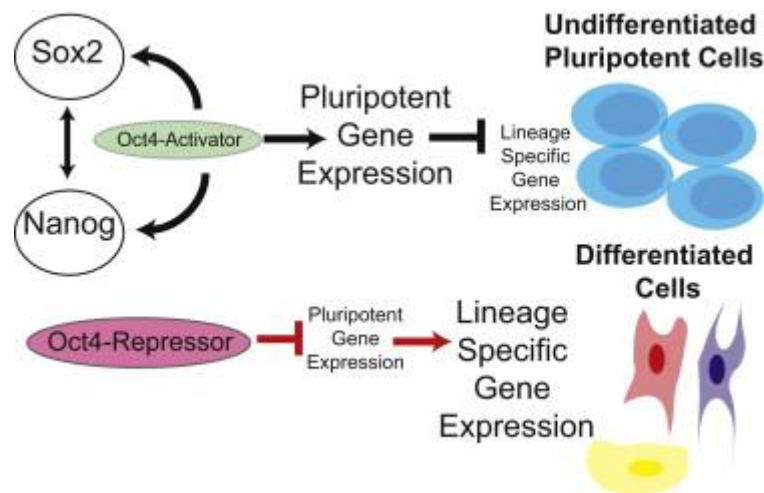 Sox2
Oct4-Activator
Nanog
Pluripotent
Gene
Expression
Lineage
Specific
Gene
Expression
Undifferentiated
Pluripotent Cells
Oct4-Repressor
Pluripotent
Gene
Expression
Lineage
Specific
Gene
Expression
Differentiated
Cells